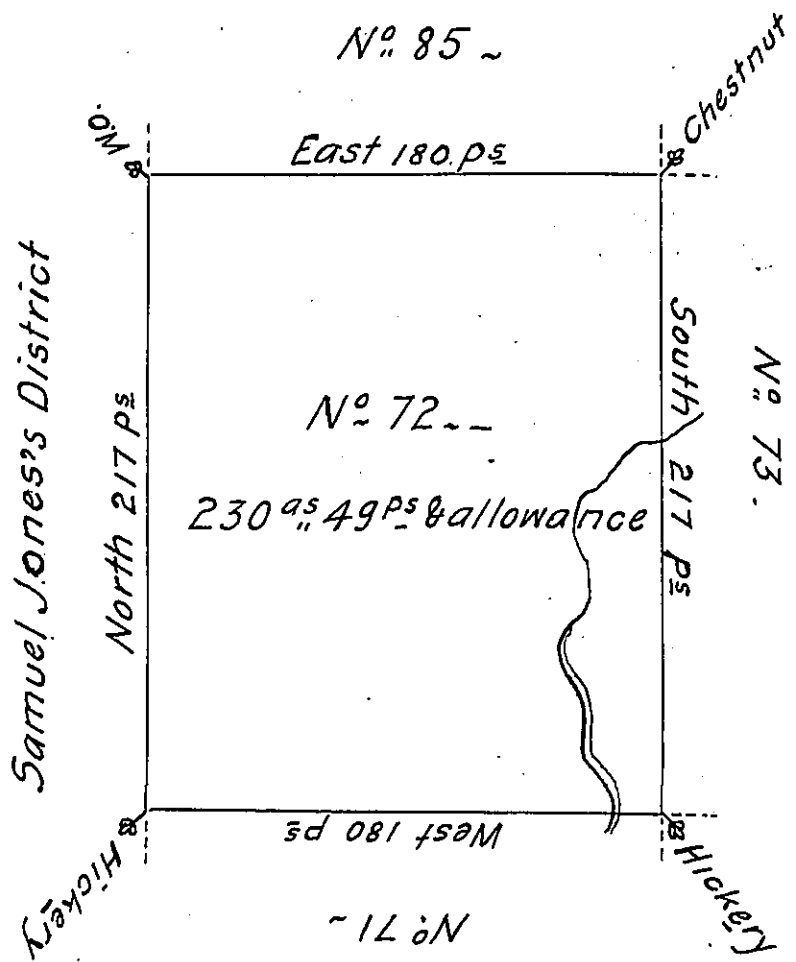 Nº 85 ~
W.O.
Chestnut
East 180 ps
Samuel Jones's District
North 217 ps
Nº 72 ~ –
230 as 49 ps & allowance
South 217 ps
Nº 73.
West 180 ps
Hickery
Hickery
Nº 71 ~